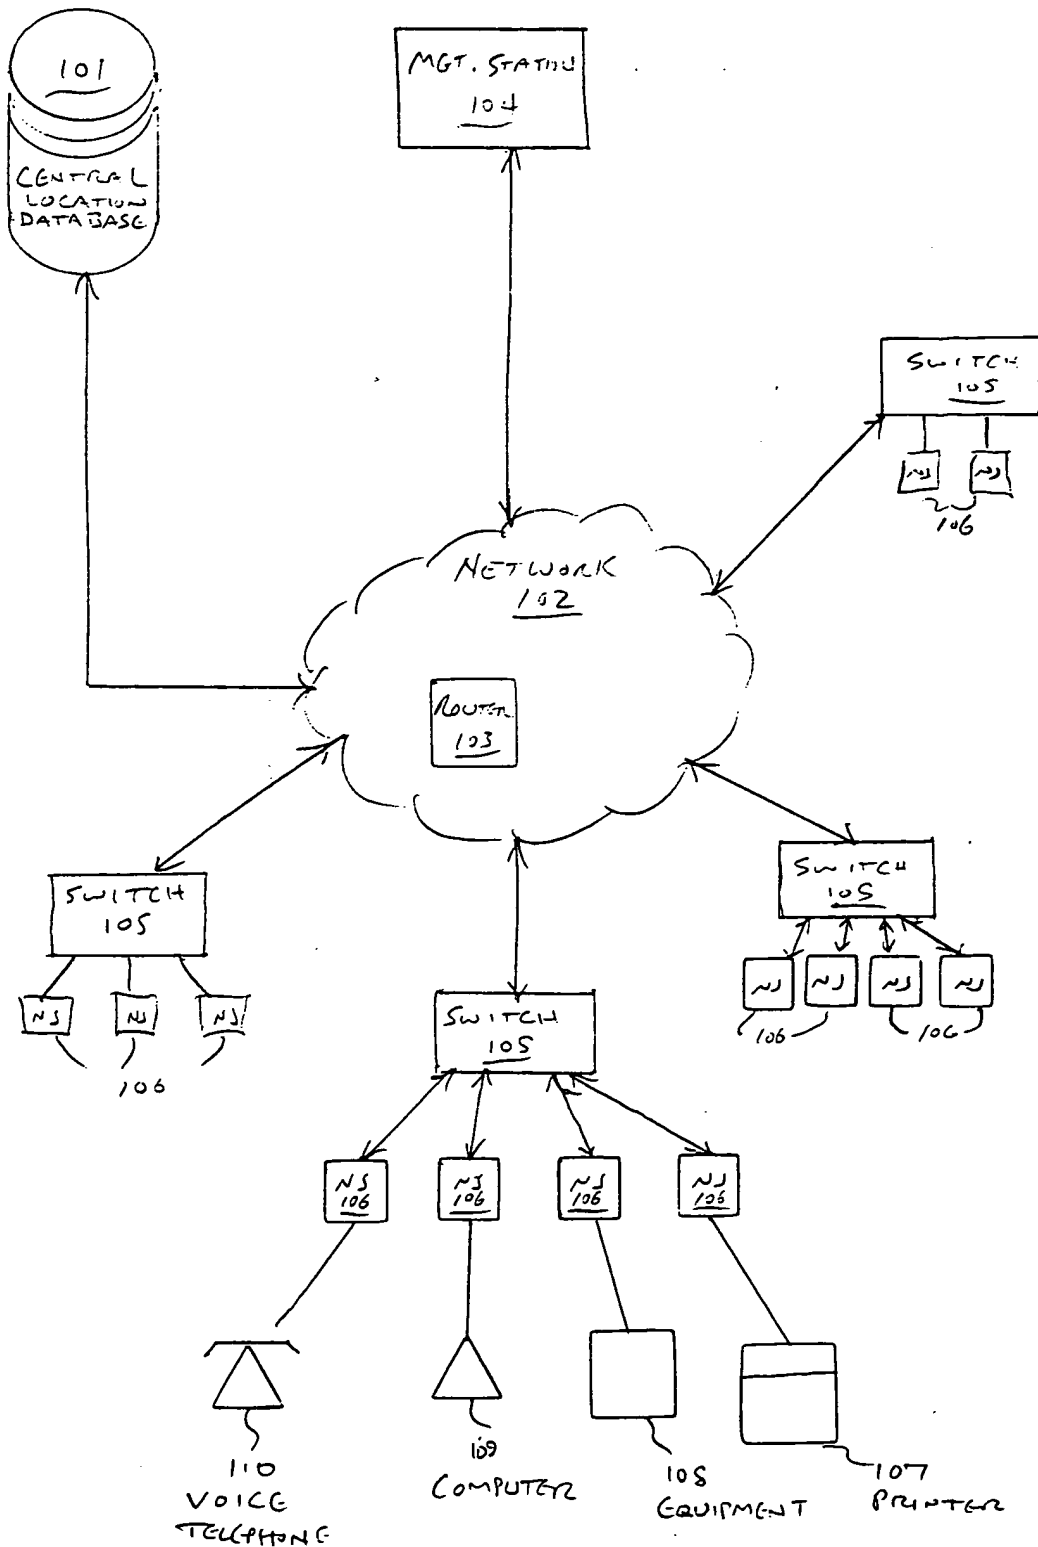 101
CENTRAL
LOCATION
DATABASE
MGT. STATION
104
SWITCH
105
NJ NJ
106
NETWORK
102
ROUTER
103
SWITCH
105
NJ NJ NJ
106
SWITCH
105
NJ NJ NJ NJ
106 106
SWITCH
105
NJ
106
NJ
106
NJ
106
NJ
106
110
VOICE
TELEPHONE
109
COMPUTER
108
EQUIPMENT
107
PRINTER